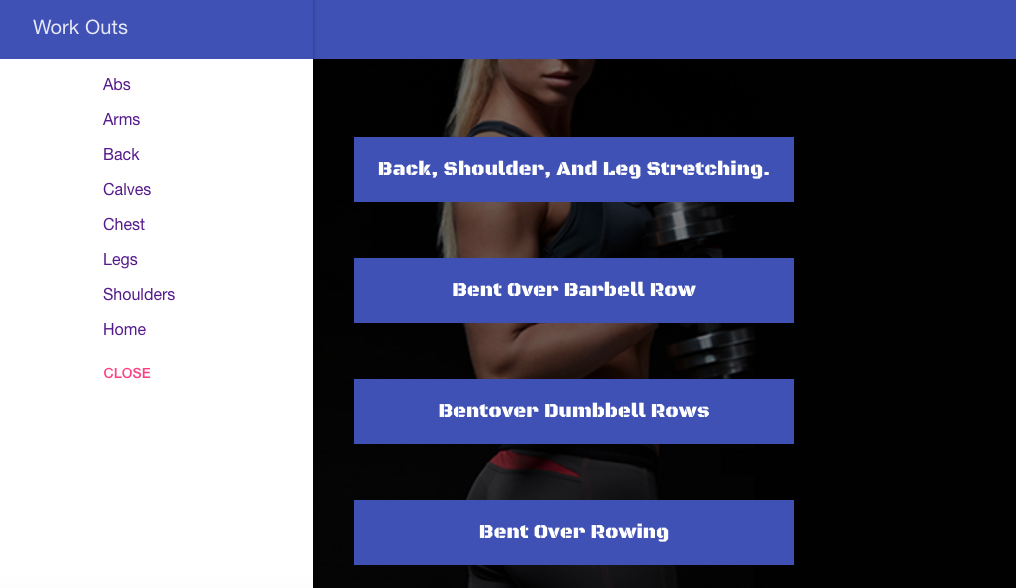 Work Outs
Abs
Arms
Back
Calves
Chest
Legs
Shoulders
Home
CLOSE
Back, Shoulder, And Leg Stretching.
Bent Over Barbell Row
Bentover Dumbbell Rows
Bent Over Rowing